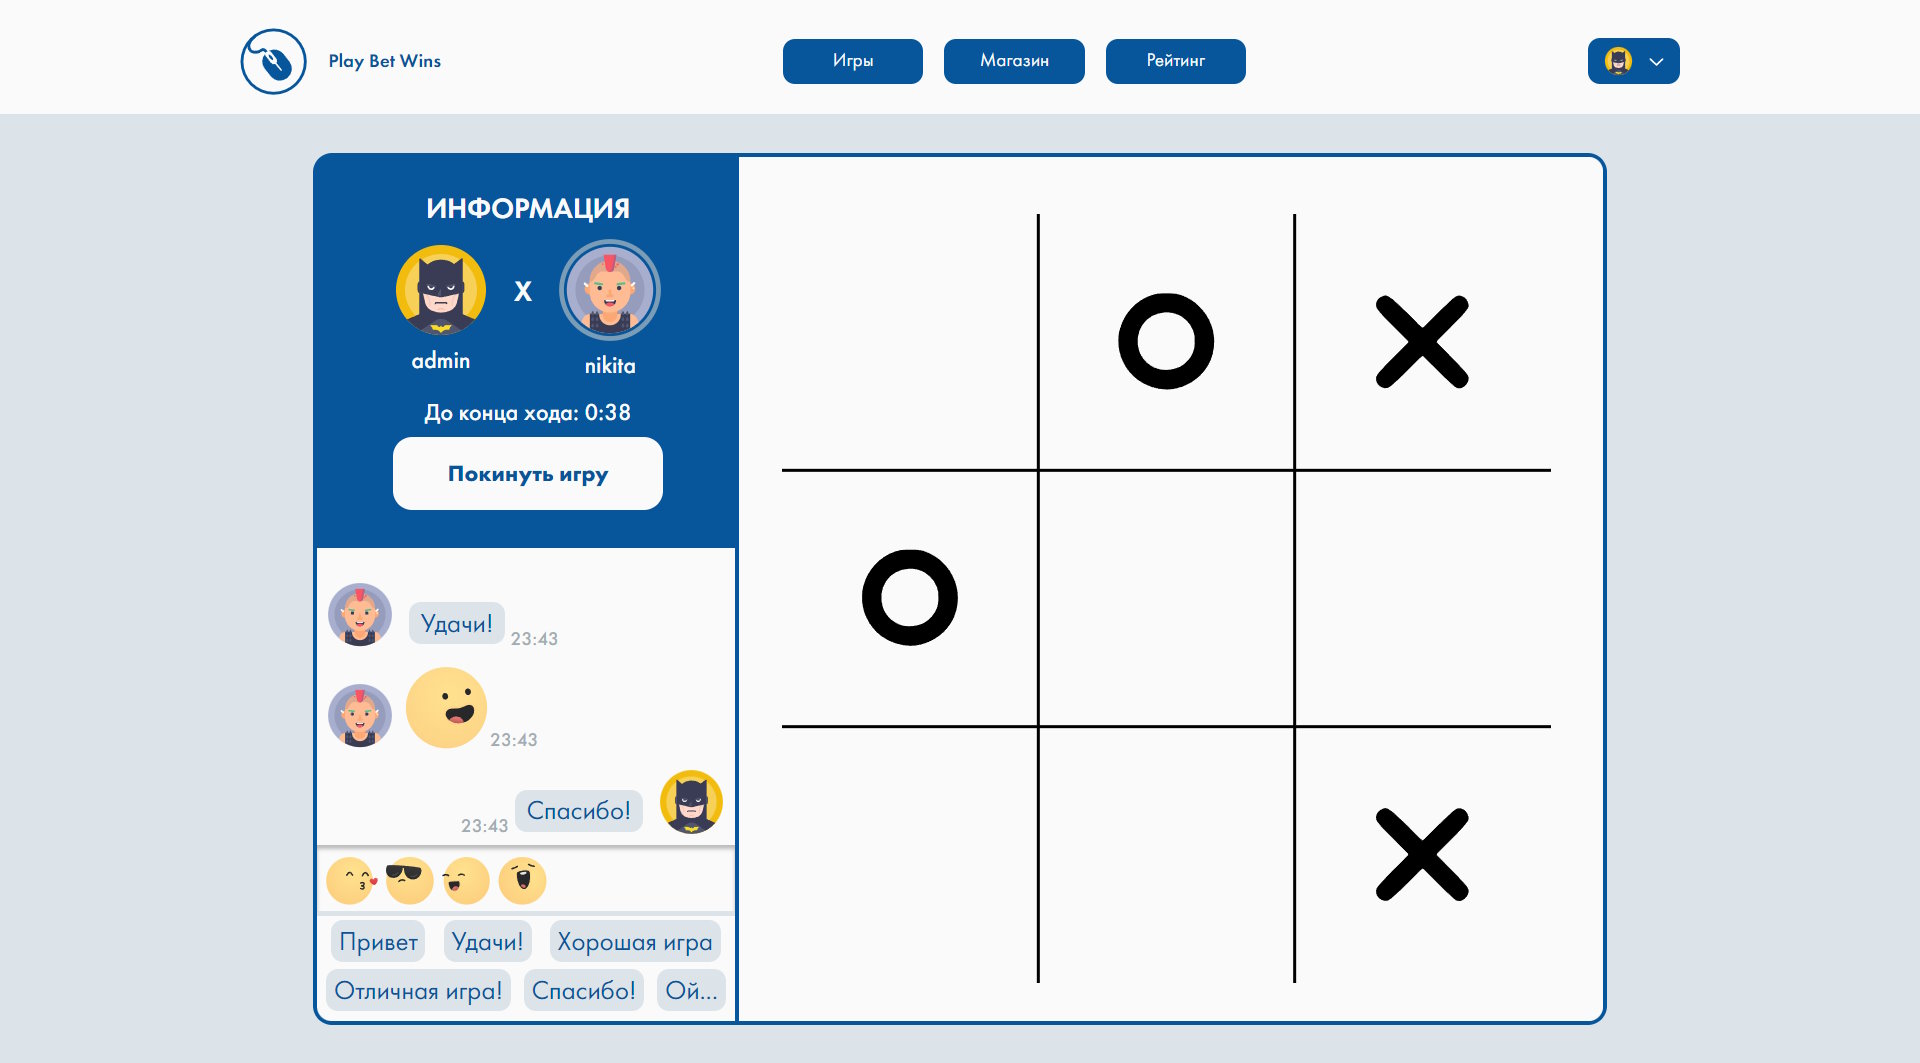 Play Bet Wins
Игры
Магазин
Рейтинг
ИНФОРМАЦИЯ
X
admin
nikita
До конца хода: 0:38
Покинуть игру
Удачи!
23:43
23:43
23:43
Спасибо!
Привет
Удачи!
Хорошая игра
Отличная игра!
Спасибо!
Ой...